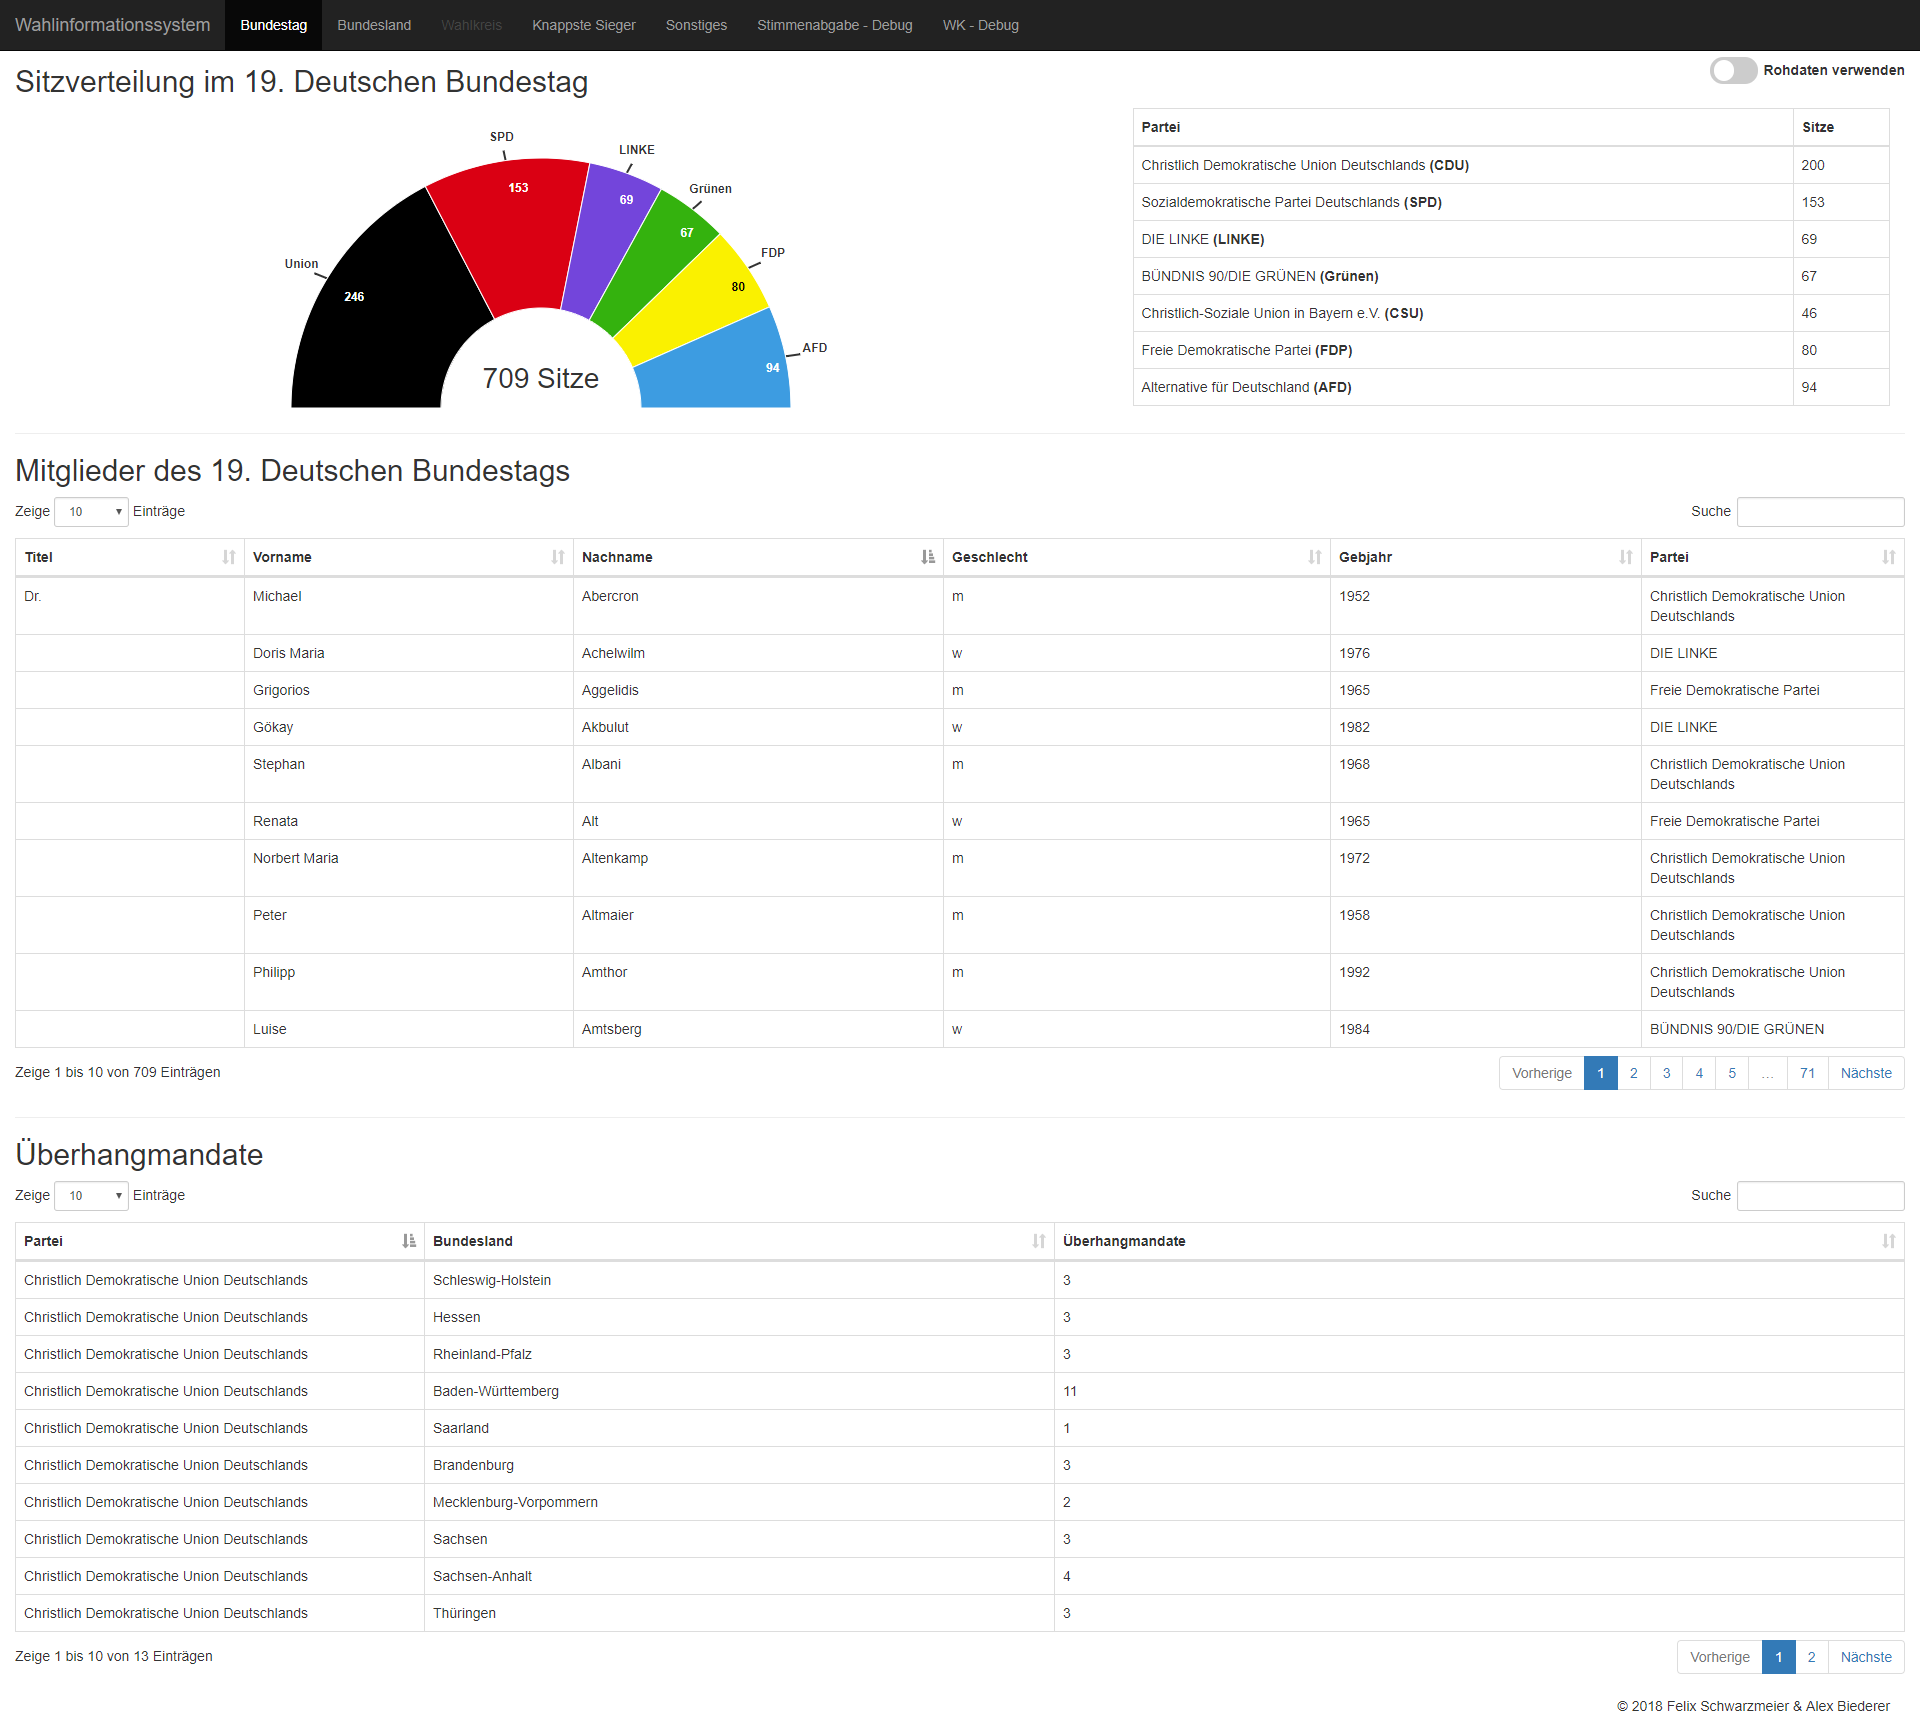 Wahlinformationssystem Bundestag Bundesland Wahlkreis Knappste Sieger Sonstiges Stimmenabgabe - Debug WK - Debug
Sitzverteilung im 19. Deutschen Bundestag
Rohdaten verwenden
SPD
LINKE
Grünen
FDP
AFD
Union
153
69
67
80
94
246
709 Sitze
Partei Sitze
Christlich Demokratische Union Deutschlands (CDU) 200
Sozialdemokratische Partei Deutschlands (SPD) 153
DIE LINKE (LINKE) 69
BÜNDNIS 90/DIE GRÜNEN (Grünen) 67
Christlich-Soziale Union in Bayern e.V. (CSU) 46
Freie Demokratische Partei (FDP) 80
Alternative für Deutschland (AFD) 94
Mitglieder des 19. Deutschen Bundestags
Zeige 10 Einträge Suche
Titel Vorname Nachname Geschlecht Gebjahr Partei
Dr. Michael Abercron m 1952 Christlich Demokratische Union
Deutschlands
Doris Maria Achelwilm w 1976 DIE LINKE
Grigorios Aggelidis m 1965 Freie Demokratische Partei
Gökay Akbulut w 1982 DIE LINKE
Stephan Albani m 1968 Christlich Demokratische Union
Deutschlands
Renata Alt w 1965 Freie Demokratische Partei
Norbert Maria Altenkamp m 1972 Christlich Demokratische Union
Deutschlands
Peter Altmaier m 1958 Christlich Demokratische Union
Deutschlands
Philipp Amthor m 1992 Christlich Demokratische Union
Deutschlands
Luise Amtsberg w 1984 BÜNDNIS 90/DIE GRÜNEN
Zeige 1 bis 10 von 709 Einträgen Vorherige 1 2 3 4 5 ... 71 Nächste
Überhangmandate
Zeige 10 Einträge Suche
Partei Bundesland Überhangmandate
Christlich Demokratische Union Deutschlands Schleswig-Holstein 3
Christlich Demokratische Union Deutschlands Hessen 3
Christlich Demokratische Union Deutschlands Rheinland-Pfalz 3
Christlich Demokratische Union Deutschlands Baden-Württemberg 11
Christlich Demokratische Union Deutschlands Saarland 1
Christlich Demokratische Union Deutschlands Brandenburg 3
Christlich Demokratische Union Deutschlands Mecklenburg-Vorpommern 2
Christlich Demokratische Union Deutschlands Sachsen 3
Christlich Demokratische Union Deutschlands Sachsen-Anhalt 4
Christlich Demokratische Union Deutschlands Thüringen 3
Zeige 1 bis 10 von 13 Einträgen Vorherige 1 2 Nächste
© 2018 Felix Schwarzmeier & Alex Biederer